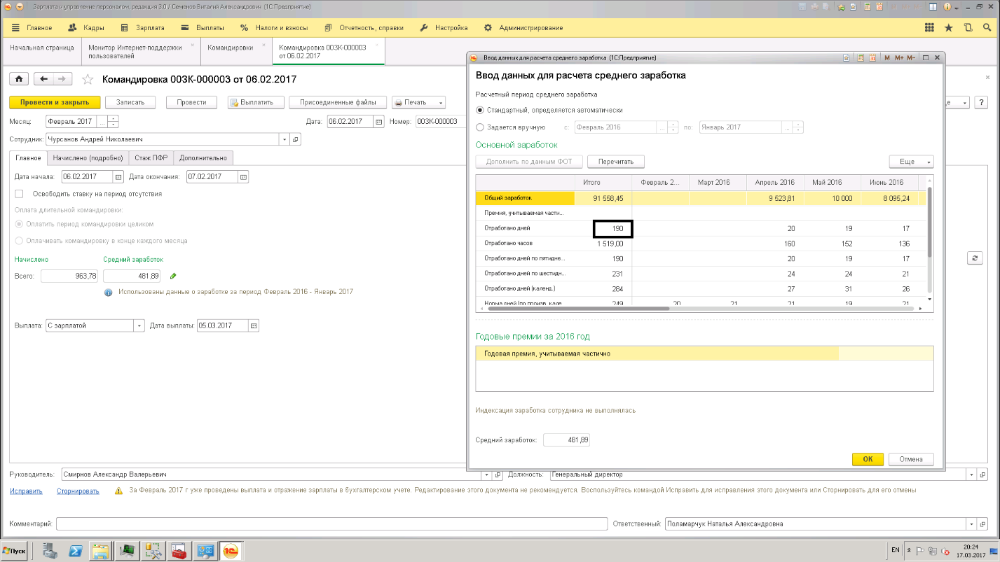 Зарплата и управление персоналом, редакция 3.0 / Семенов Виталий Александрович (1С:Предприятие)
M M+ M-
Главное Кадры Зарплата Выплаты Налоги и взносы Отчетность, справки Настройка Администрирование
Начальная страница
Монитор Интернет-поддержки
пользователей
Командировки
Командировка 003К-000003
от 06.02.2017
Командировка 003К-000003 от 06.02.2017
Провести и закрыть Записать Провести Выплатить Присоединенные файлы Печать
?
Месяц: Февраль 2017 ... Дата: 06.02.2017 Номер: 003К-000003
Сотрудник: Чурсанов Андрей Николаевич
Главное Начислено (подробно) Стаж ПФР Дополнительно
Дата начала: 06.02.2017 Дата окончания: 07.02.2017
Освободить ставку на период отсутствия
Оплата длительной командировки:
Оплатить период командировки целиком
Оплачивать командировку в конце каждого месяца
Начислено Средний заработок
Всего: 963,78 481,89
Использованы данные о заработке за период Февраль 2016 - Январь 2017
Выплата: С зарплатой Дата выплаты: 05.03.2017
Ввод данных для расчета среднего заработка (1С:Предприятие)
M M+ M-
Ввод данных для расчета среднего заработка
Расчетный период среднего заработка
Стандартный, определяется автоматически
Задается вручную с: Февраль 2016 ... по: Январь 2017 ...
Основной заработок
Дополнить по данным ФОТ Перечитать Еще
Итого Февраль 2... Март 2016 Апрель 2016 Май 2016 Июнь 2016
Общий заработок 91 558,45 9 523,81 10 000 8 095,24
Премия, учитываемая части...
Отработано дней 190 20 19 17
Отработано часов 1 519,00 160 152 136
Отработано дней по пятидне... 190 20 19 17
Отработано дней по шестидн... 231 24 24 21
Отработано дней (календ.) 284 27 31 26
Норма дней (по произв. кале... 249 20 21 21 19 21
Годовые премии за 2016 год
Годовая премия, учитываемая частично
Индексация заработка сотрудника не выполнялась
Средний заработок: 481,89
ОК Отмена
Руководитель: Смирнов Александр Валерьевич Должность: Генеральный директор
Исправить Сторнировать За Февраль 2017 г уже проведены выплата и отражение зарплаты в бухгалтерском учете. Редактирование этого документа не рекомендуется. Воспользуйтесь командой Исправить для исправления этого документа или Сторнировать для его отмены
Комментарий: Ответственный: Поламарчук Наталья Александровна
Пуск EN 20:24
17.03.2017